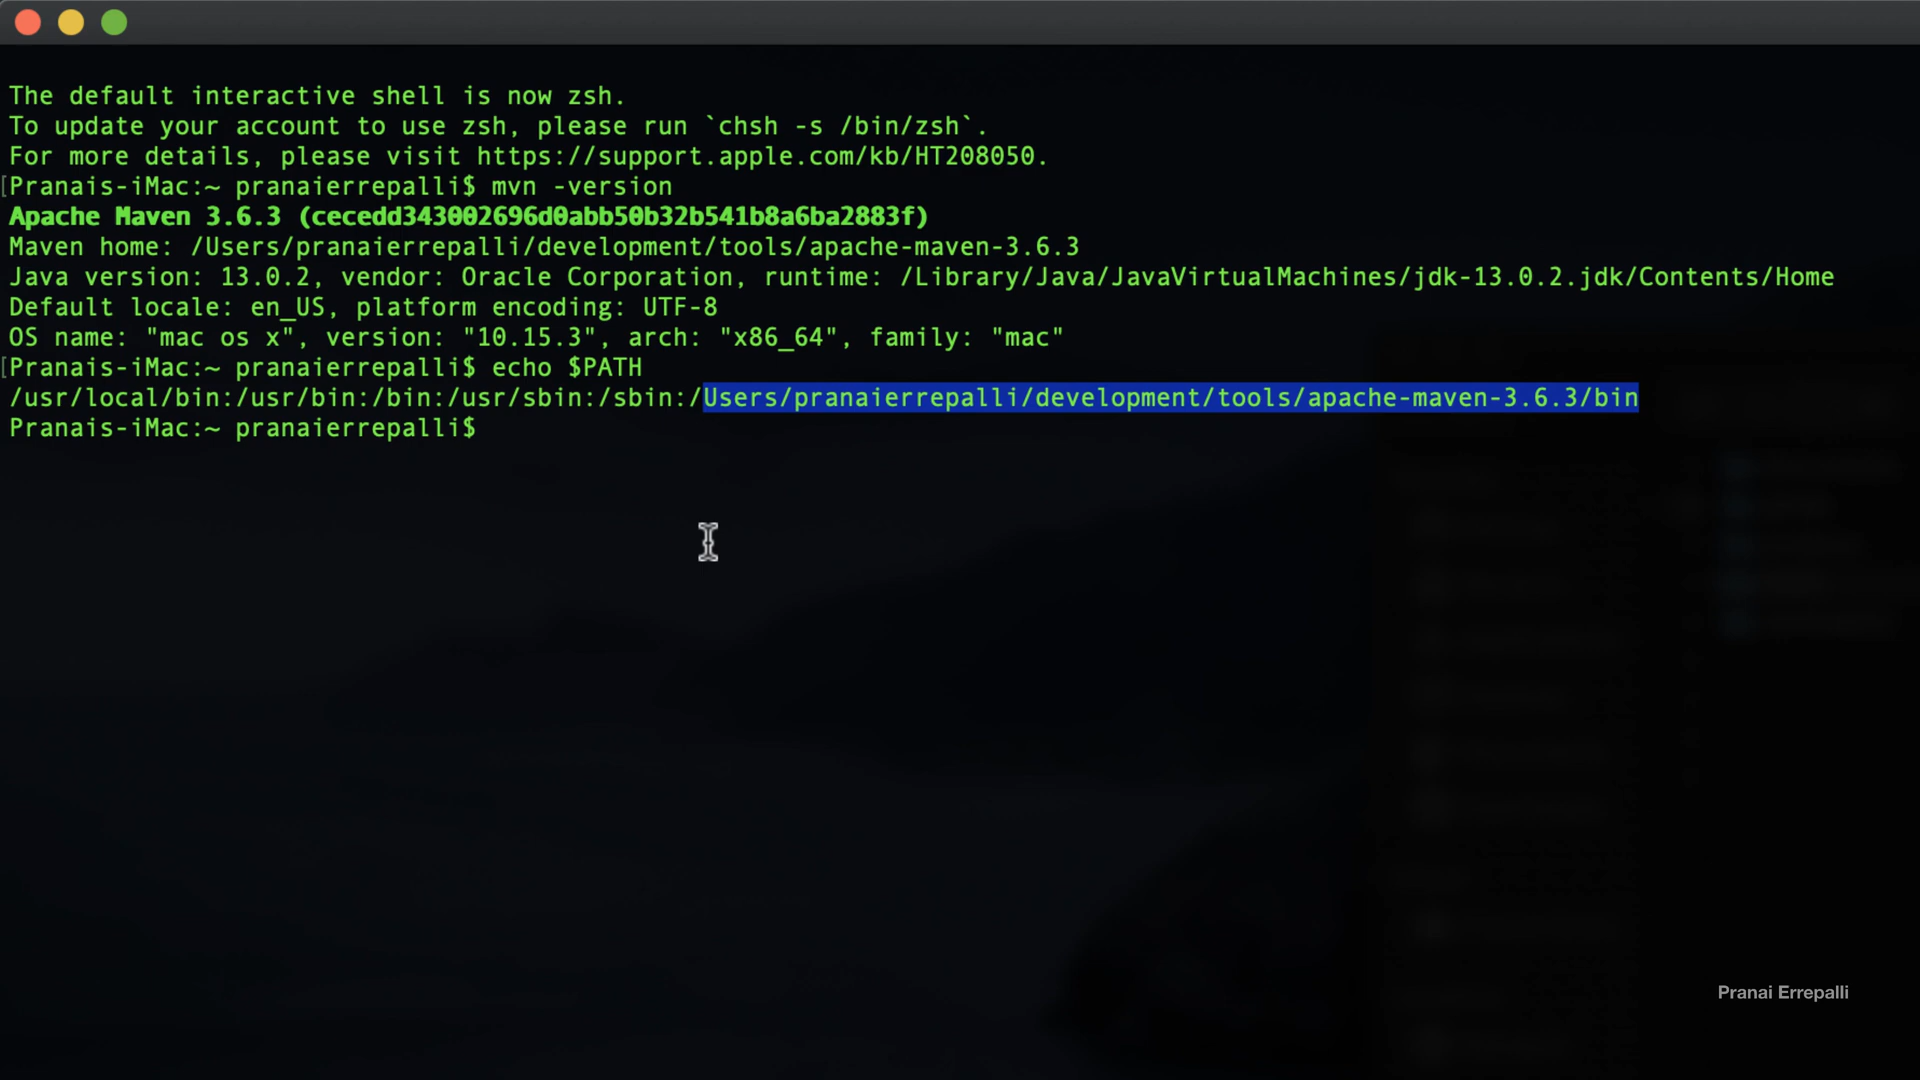 The default interactive shell is now zsh.
To update your account to use zsh, please run `chsh -s /bin/zsh`.
For more details, please visit https://support.apple.com/kb/HT208050.
[Pranais-iMac:~ pranaierrepalli$ mvn -version
Apache Maven 3.6.3 (cecedd343002696d0abb50b32b541b8a6ba2883f)
Maven home: /Users/pranaierrepalli/development/tools/apache-maven-3.6.3
Java version: 13.0.2, vendor: Oracle Corporation, runtime: /Library/Java/JavaVirtualMachines/jdk-13.0.2.jdk/Contents/Home
Default locale: en_US, platform encoding: UTF-8
OS name: "mac os x", version: "10.15.3", arch: "x86_64", family: "mac"
[Pranais-iMac:~ pranaierrepalli$ echo $PATH
/usr/local/bin:/usr/bin:/bin:/usr/sbin:/sbin:/Users/pranaierrepalli/development/tools/apache-maven-3.6.3/bin
Pranais-iMac:~ pranaierrepalli$
Pranai Errepalli